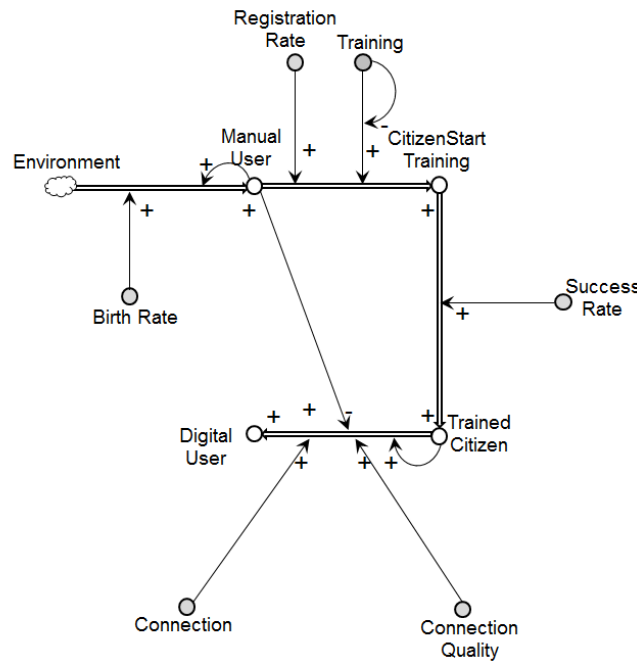 Registration
Rate
Training
-
+
+
Manual
User
CitizenStart
Training
Environment
+
+
+
+
Birth Rate
Success
Rate
+
+
+
-
+
Digital
User
Trained
Citizen
+
+
+
Connection
Connection
Quality